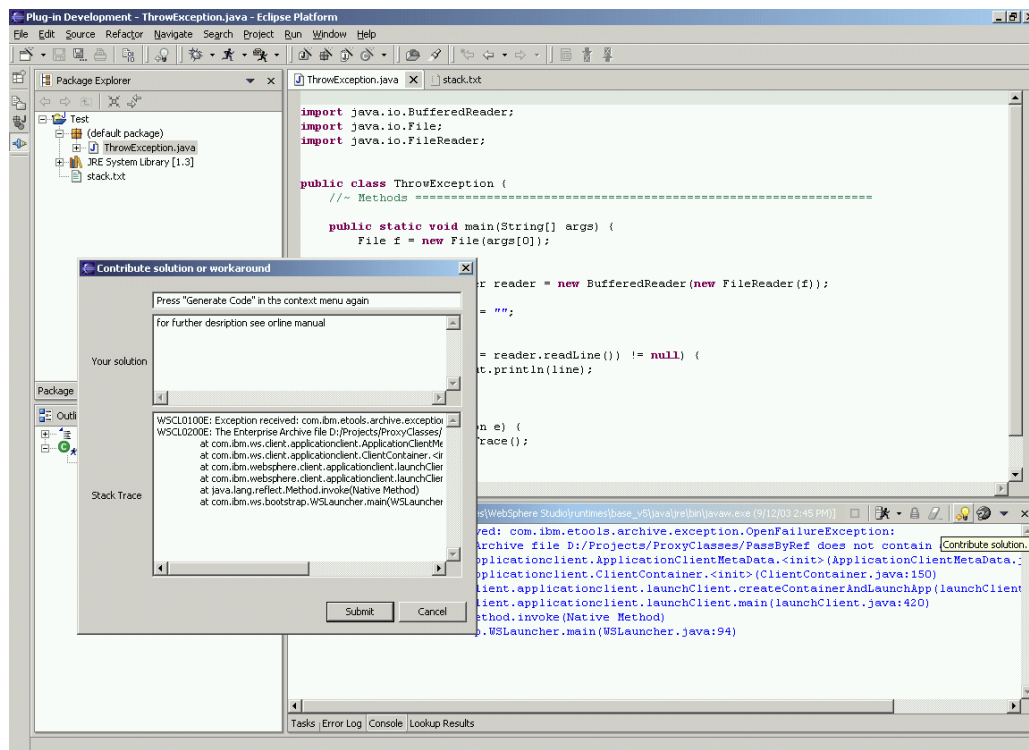 Plug-in Development - ThrowException.java - Eclipse Platform
File Edit Source Refactor Navigate Search Project Run Window Help
Package Explorer
ThrowException.java
stack.txt
Test
(default package)
ThrowException.java
JRE System Library [1.3]
stack.txt
import java.io.BufferedReader;
import java.io.File;
import java.io.FileReader;
public class ThrowException {
//~ Methods ================================================================
public static void main(String[] args) {
File f = new File(args[0]);
er reader = new BufferedReader(new FileReader(f));
= "";
= reader.readLine()) != null) {
ut.println(line);
n e) {
Trace();
Contribute solution or workaround
Press "Generate Code" in the context menu again
for further desription see orline manual
Your solution
WSCL0100E: Exception received: com.ibm.etools.archive.exception
WSCL0200E: The Enterprise Archive file D:/Projects/ProxyClasses/
at com.ibm.ws.client.applicationclient.ApplicationClientMe
at com.ibm.ws.client.applicationclient.ClientContainer.<ir
at com.ibm.websphere.client.applicationclient.launchClier
at com.ibm.websphere.client.applicationclient.launchClier
at java.lang.reflect.Method.invoke(Native Method)
at com.ibm.ws.bootstrap.WSLauncher.main(WSLauncher
Stack Trace
Submit
Cancel
Package
Outli
es\WebSphere Studio\runtimes\base_v5\java\jre\bin\javaw.exe (9/12/03 2:45 PM)]
ved: com.ibm.etools.archive.exception.OpenFailureException:
Archive file D:/Projects/ProxyClasses/PassByRef does not contain
Contribute solution.
pplicationclient.ApplicationClientMetaData.<init>(ApplicationClientMetaData.j
pplicationclient.ClientContainer.<init>(ClientContainer.java:150)
lient.applicationclient.launchClient.createContainerAndLaunchApp(launchClient
lient.applicationclient.launchClient.main(launchClient.java:420)
ethod.invoke(Native Method)
p.WSLauncher.main(WSLauncher.java:94)
Tasks Error Log Console Lookup Results